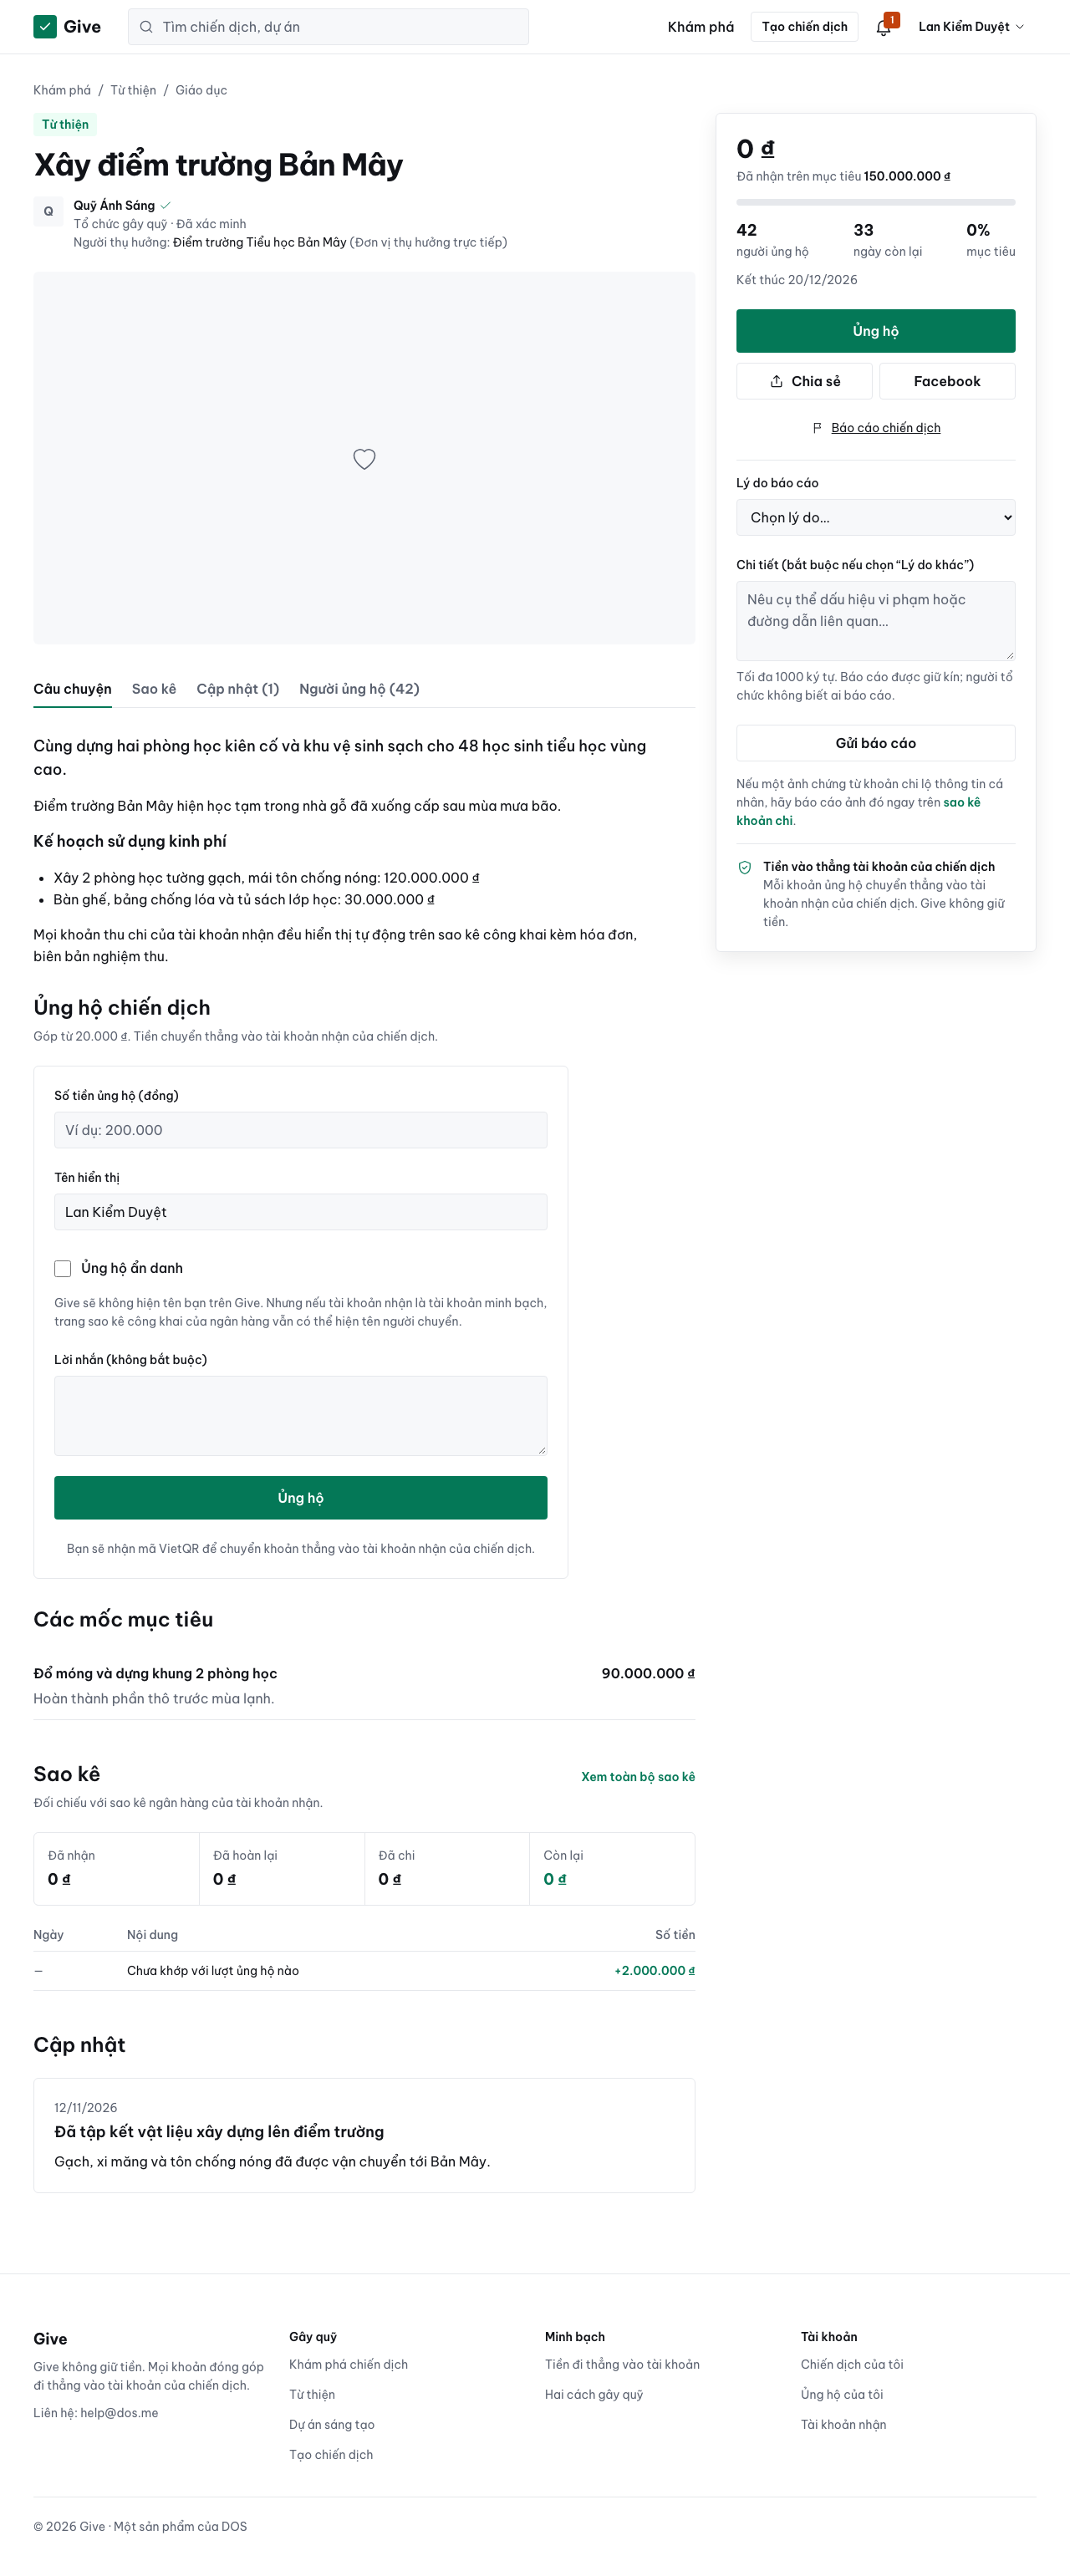 Give
Tìm chiến dịch, dự án
Khám phá
Tạo chiến dịch
1
Lan Kiểm Duyệt
Khám phá / Từ thiện / Giáo dục
Từ thiện
Xây điểm trường Bản Mây
Q
Quỹ Ánh Sáng
Tổ chức gây quỹ · Đã xác minh
Người thụ hưởng: Điểm trường Tiểu học Bản Mây (Đơn vị thụ hưởng trực tiếp)
Câu chuyện
Sao kê
Cập nhật (1)
Người ủng hộ (42)
Cùng dựng hai phòng học kiên cố và khu vệ sinh sạch cho 48 học sinh tiểu học vùng
cao.
Điểm trường Bản Mây hiện học tạm trong nhà gỗ đã xuống cấp sau mùa mưa bão.
Kế hoạch sử dụng kinh phí
• Xây 2 phòng học tường gạch, mái tôn chống nóng: 120.000.000 ₫
• Bàn ghế, bảng chống lóa và tủ sách lớp học: 30.000.000 ₫
Mọi khoản thu chi của tài khoản nhận đều hiển thị tự động trên sao kê công khai kèm hóa đơn,
biên bản nghiệm thu.
Ủng hộ chiến dịch
Góp từ 20.000 ₫. Tiền chuyển thẳng vào tài khoản nhận của chiến dịch.
Số tiền ủng hộ (đồng)
Ví dụ: 200.000
Tên hiển thị
Lan Kiểm Duyệt
Ủng hộ ẩn danh
Give sẽ không hiện tên bạn trên Give. Nhưng nếu tài khoản nhận là tài khoản minh bạch,
trang sao kê công khai của ngân hàng vẫn có thể hiện tên người chuyển.
Lời nhắn (không bắt buộc)
Ủng hộ
Bạn sẽ nhận mã VietQR để chuyển khoản thẳng vào tài khoản nhận của chiến dịch.
Các mốc mục tiêu
Đổ móng và dựng khung 2 phòng học
90.000.000 ₫
Hoàn thành phần thô trước mùa lạnh.
Sao kê
Xem toàn bộ sao kê
Đối chiếu với sao kê ngân hàng của tài khoản nhận.
Đã nhận
0 ₫
Đã hoàn lại
0 ₫
Đã chi
0 ₫
Còn lại
0 ₫
Ngày
Nội dung
Số tiền
—
Chưa khớp với lượt ủng hộ nào
+2.000.000 ₫
Cập nhật
12/11/2026
Đã tập kết vật liệu xây dựng lên điểm trường
Gạch, xi măng và tôn chống nóng đã được vận chuyển tới Bản Mây.
0 ₫
Đã nhận trên mục tiêu 150.000.000 ₫
42
người ủng hộ
33
ngày còn lại
0%
mục tiêu
Kết thúc 20/12/2026
Ủng hộ
Chia sẻ
Facebook
Báo cáo chiến dịch
Lý do báo cáo
Chọn lý do...
Chi tiết (bắt buộc nếu chọn “Lý do khác”)
Nêu cụ thể dấu hiệu vi phạm hoặc
đường dẫn liên quan...
Tối đa 1000 ký tự. Báo cáo được giữ kín; người tổ
chức không biết ai báo cáo.
Gửi báo cáo
Nếu một ảnh chứng từ khoản chi lộ thông tin cá
nhân, hãy báo cáo ảnh đó ngay trên sao kê
khoản chi.
Tiền vào thẳng tài khoản của chiến dịch
Mỗi khoản ủng hộ chuyển thẳng vào tài
khoản nhận của chiến dịch. Give không giữ
tiền.
Give
Give không giữ tiền. Mọi khoản đóng góp
đi thẳng vào tài khoản của chiến dịch.
Liên hệ: help@dos.me
Gây quỹ
Khám phá chiến dịch
Từ thiện
Dự án sáng tạo
Tạo chiến dịch
Minh bạch
Tiền đi thẳng vào tài khoản
Hai cách gây quỹ
Tài khoản
Chiến dịch của tôi
Ủng hộ của tôi
Tài khoản nhận
© 2026 Give · Một sản phẩm của DOS